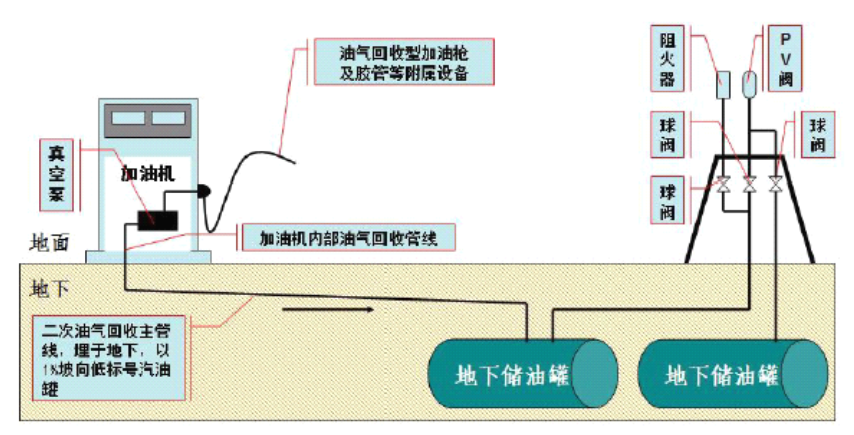 油气回收型加油枪
及胶管等附属设备
阻火器
PV阀
真空泵
加油机
球阀
球阀
球阀
加油机内部油气回收管线
地面
地下
二次油气回收主管
线，埋于地下，以
1%坡向低标号汽油
罐
地下储油罐
地下储油罐